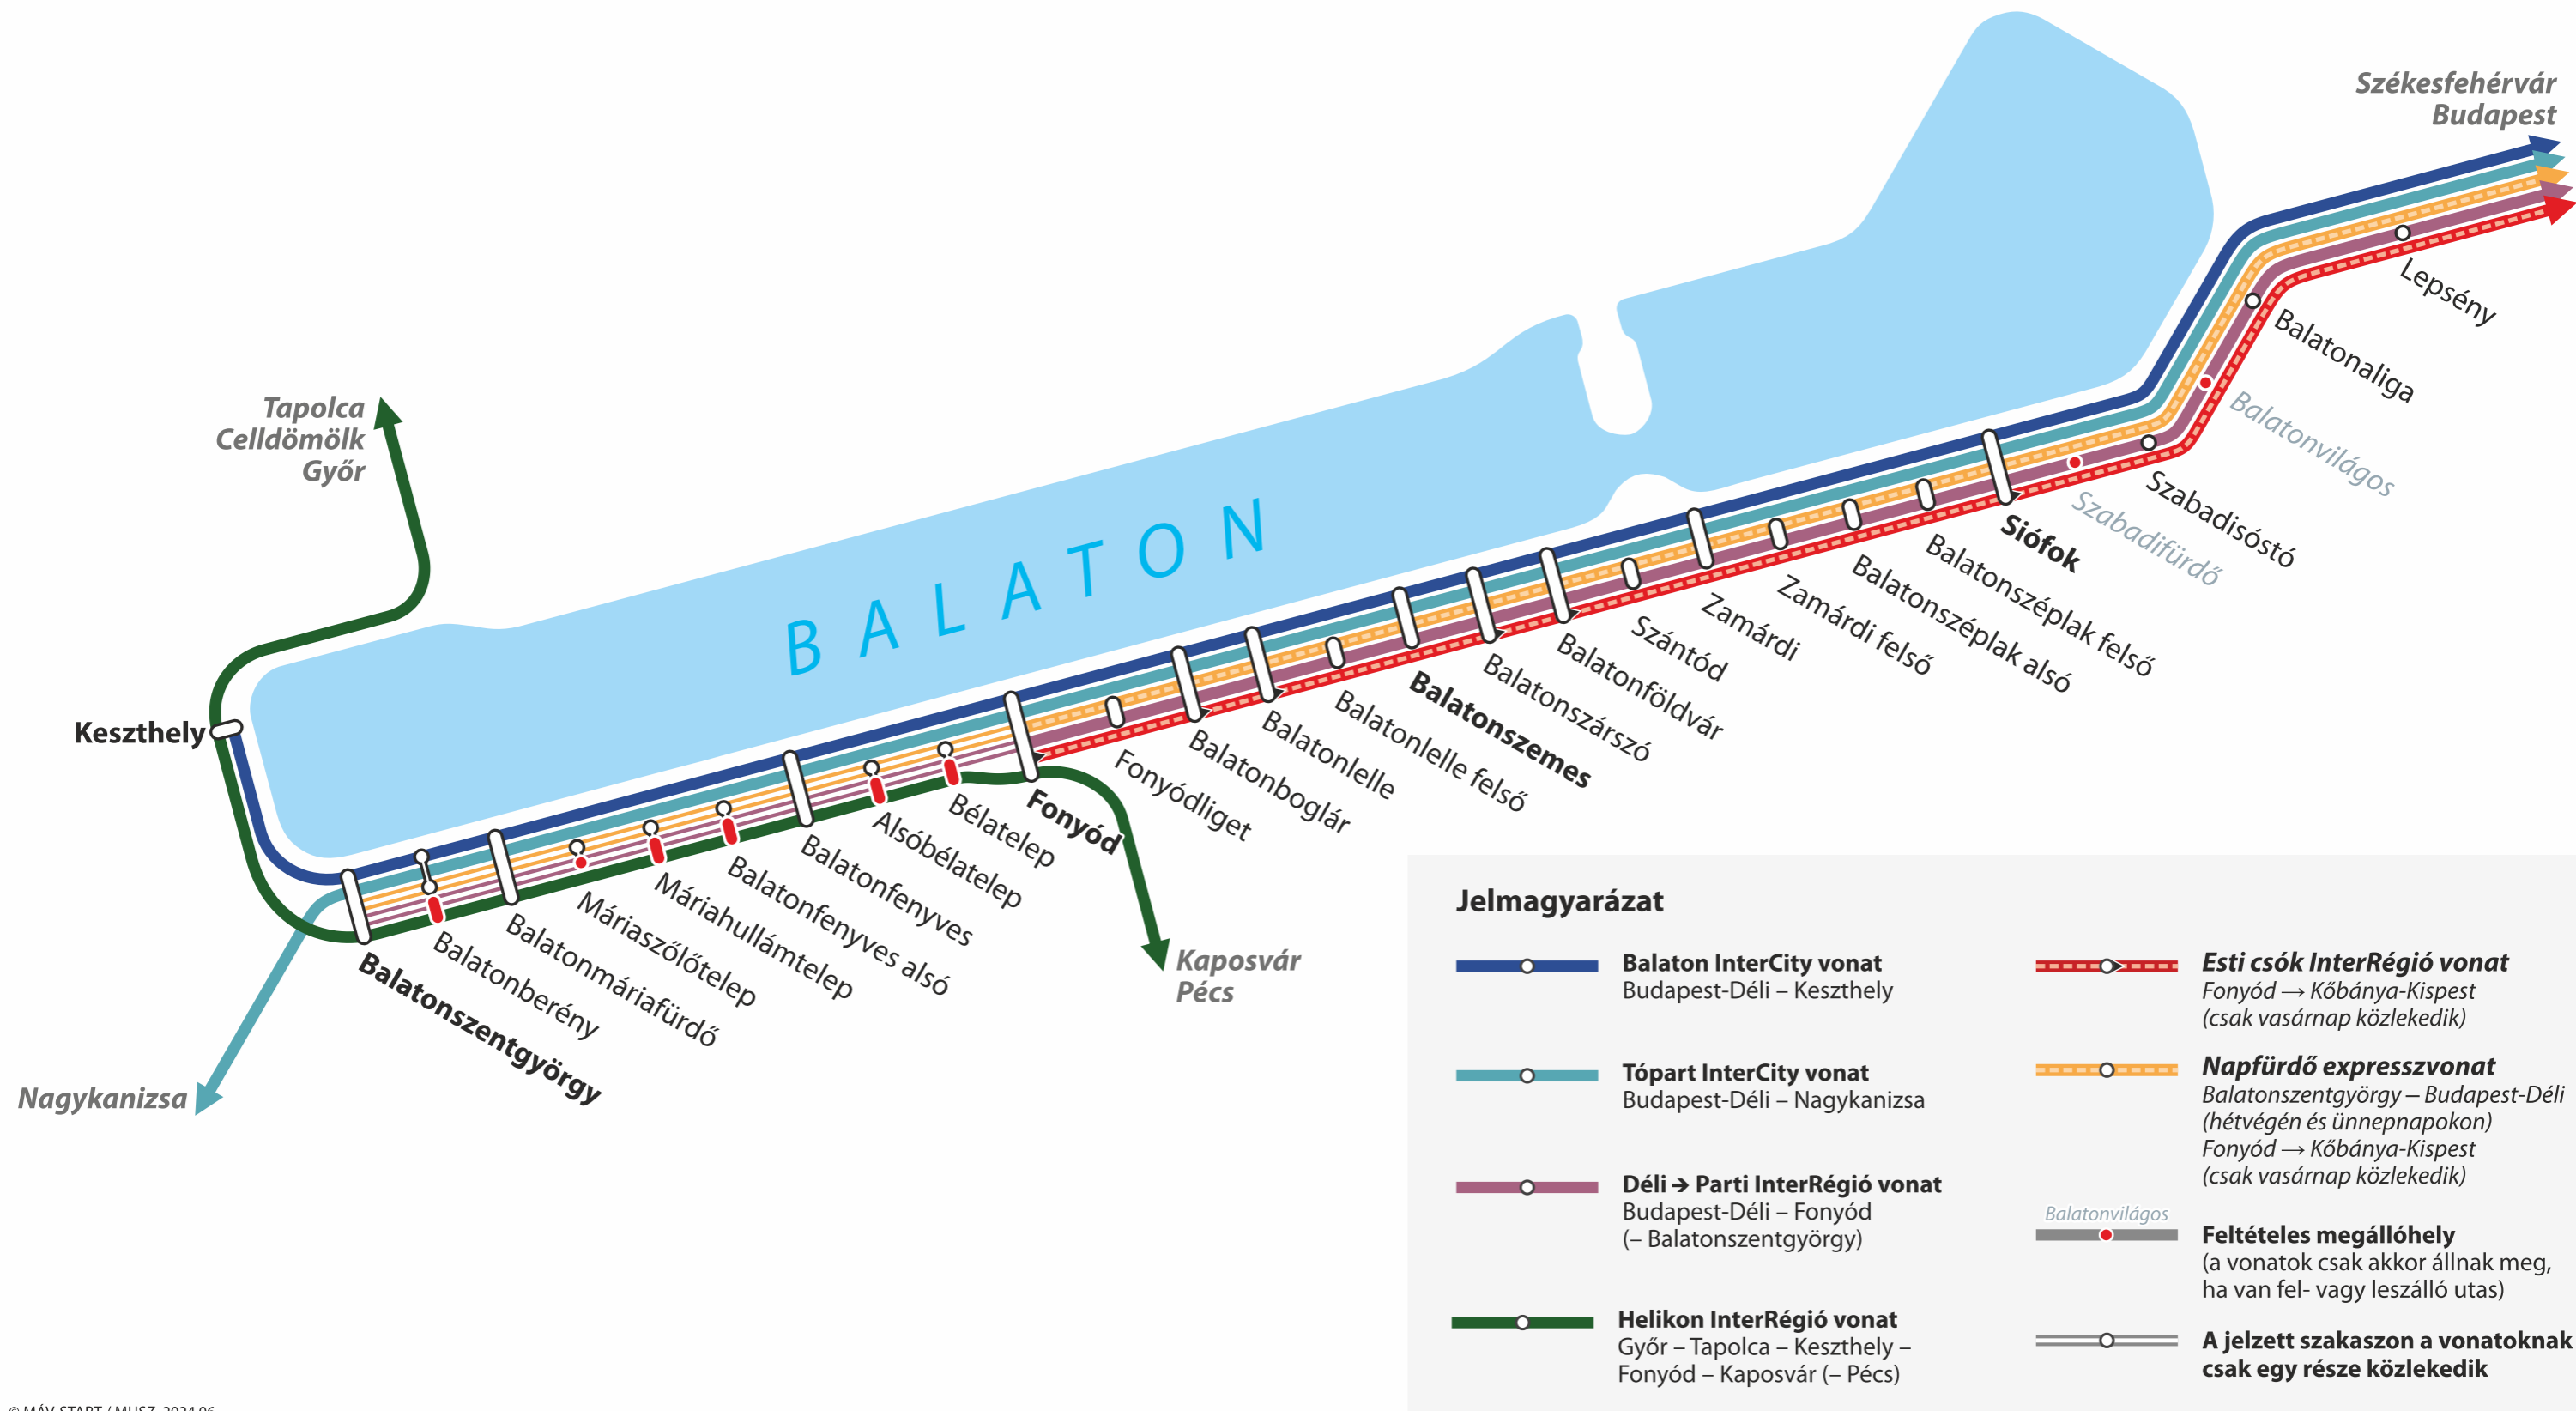 Székesfehérvár
Budapest
Lepsény
Balatonaliga
Balatonvilágos
Szabadisóstó
Szabadifürdő
Siófok
Balatonszéplak felső
Balatonszéplak alsó
Zamárdi felső
Zamárdi
Szántód
Balatonföldvár
Balatonszárszó
Balatonszemes
Balatonlelle felső
Balatonlelle
Balatonboglár
Fonyódliget
Fonyód
Bélatelep
Alsóbélatelep
Balatonfenyves
Balatonfenyves alsó
Máriahullámtelep
Máriaszőlőtelep
Balatonmáriafürdő
Balatonberény
Balatonszentgyörgy
Tapolca
Celldömölk
Győr
BALATON
Keszthely
Nagykanizsa
Kaposvár
Pécs
Jelmagyarázat
Balaton InterCity vonat
Budapest-Déli – Keszthely
Tópart InterCity vonat
Budapest-Déli – Nagykanizsa
Déli → Parti InterRégió vonat
Budapest-Déli – Fonyód
(– Balatonszentgyörgy)
Helikon InterRégió vonat
Győr – Tapolca – Keszthely –
Fonyód – Kaposvár (– Pécs)
Esti csók InterRégió vonat
Fonyód → Kőbánya-Kispest
(csak vasárnap közlekedik)
Napfürdő expresszvonat
Balatonszentgyörgy – Budapest-Déli
(hétvégén és ünnepnapokon)
Fonyód → Kőbánya-Kispest
(csak vasárnap közlekedik)
Balatonvilágos
Feltételes megállóhely
(a vonatok csak akkor állnak meg,
ha van fel- vagy leszálló utas)
A jelzett szakaszon a vonatoknak
csak egy része közlekedik
© MÁV-START / MUSZ, 2024.06.